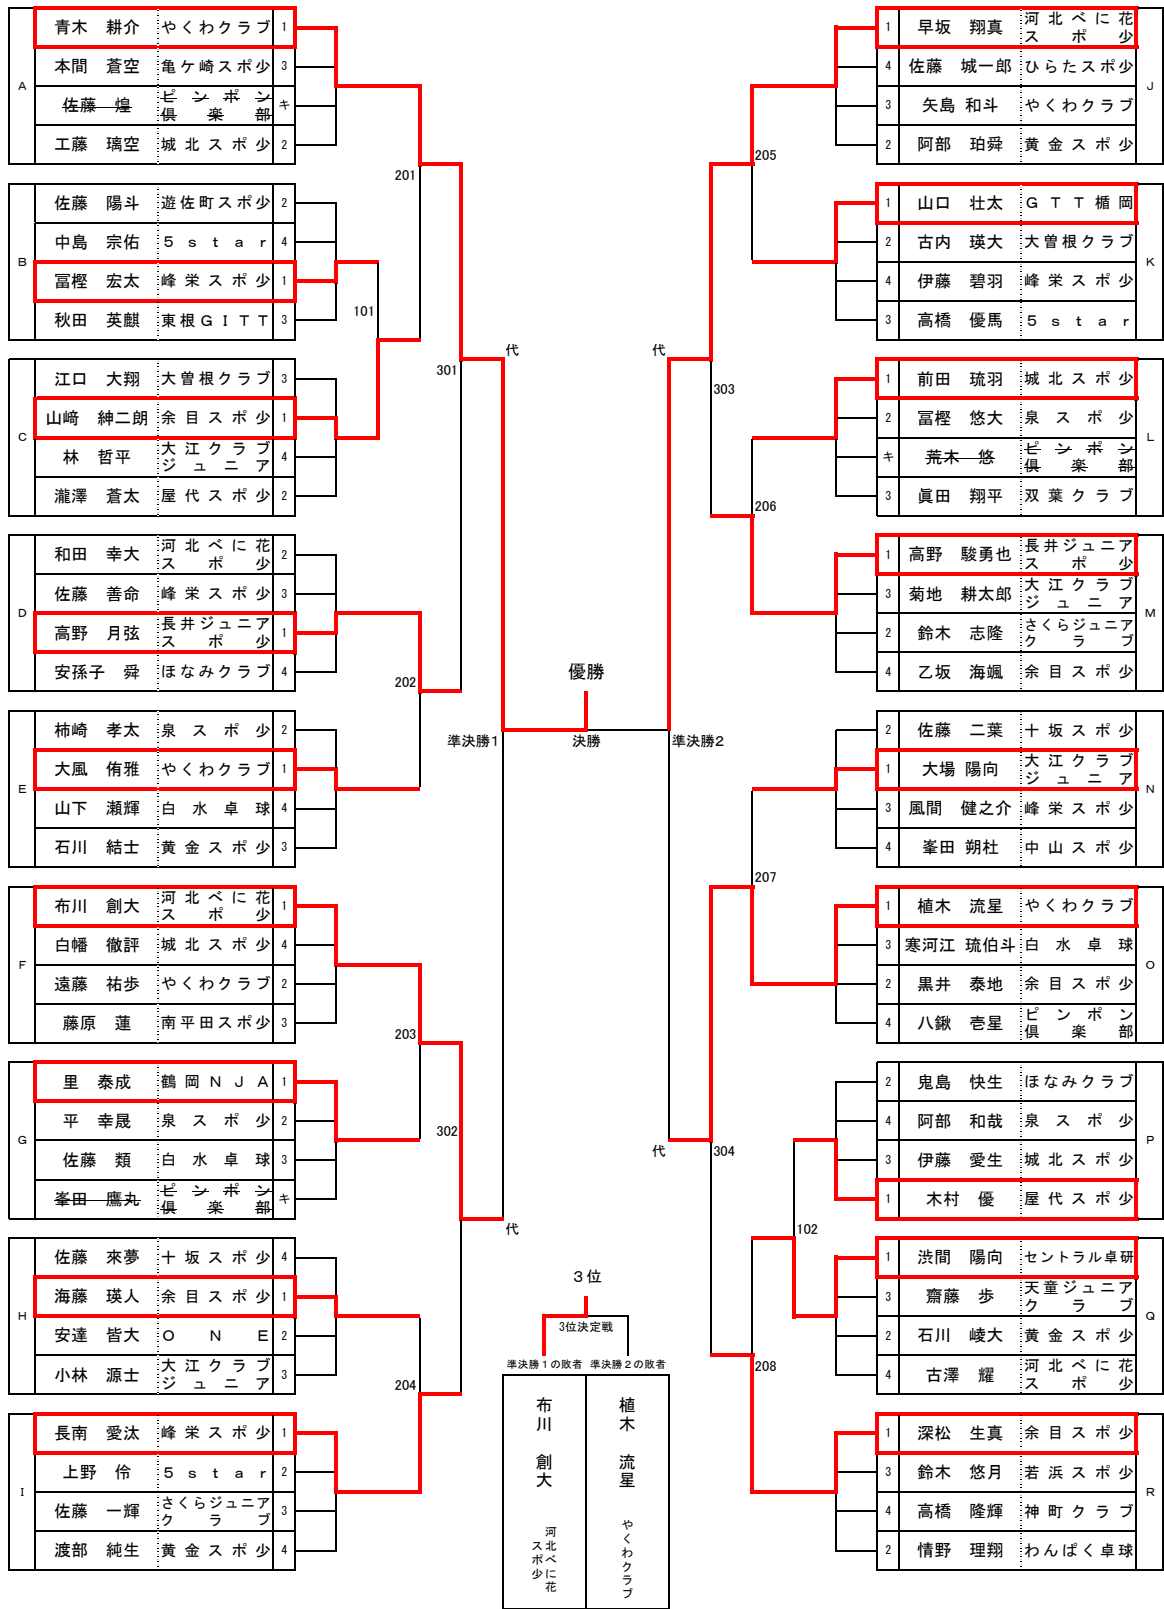 A
青木 耕介 やくわクラブ 1
本間 蒼空 亀ケ崎スポ少 3
佐藤 煌 ピンポン倶楽部 キ
工藤 璃空 城北スポ少 2
B
佐藤 陽斗 遊佐町スポ少 2
中島 宗佑 5star 4
冨樫 宏太 峰栄スポ少 1
秋田 英麒 東根GITT 3
C
江口 大翔 大曽根クラブ 3
山﨑 紳二朗 余目スポ少 1
林 哲平 大江クラブジュニア 4
瀧澤 蒼太 屋代スポ少 2
D
和田 幸大 河北べに花スポ少 2
佐藤 善命 峰栄スポ少 3
高野 月弦 長井ジュニアスポ少 1
安孫子 舜 ほなみクラブ 4
E
柿崎 孝太 泉スポ少 2
大風 侑雅 やくわクラブ 1
山下 瀬輝 白水卓球 4
石川 結士 黄金スポ少 3
F
布川 創大 河北べに花スポ少 1
白幡 徹評 城北スポ少 4
遠藤 祐歩 やくわクラブ 2
藤原 蓮 南平田スポ少 3
G
里 泰成 鶴岡NJA 1
平 幸晟 泉スポ少 2
佐藤 類 白水卓球 3
峯田 鷹丸 ピンポン倶楽部 キ
H
佐藤 來夢 十坂スポ少 4
海藤 瑛人 余目スポ少 1
安達 皆大 ONE 2
小林 源士 大江クラブジュニア 3
I
長南 愛汰 峰栄スポ少 1
上野 伶 5star 2
佐藤 一輝 さくらジュニアクラブ 3
渡部 純生 黄金スポ少 4
101
201
202
203
204
301
302
代
代
準決勝1
優勝
決勝
準決勝2
3位
3位決定戦
準決勝1の敗者 準決勝2の敗者
布川 創大 河北べに花スポ少
植木 流星 やくわクラブ
代
代
303
304
205
206
207
208
102
J
1 早坂 翔真 河北べに花スポ少
4 佐藤 城一郎 ひらたスポ少
3 矢島 和斗 やくわクラブ
2 阿部 珀舜 黄金スポ少
K
1 山口 壮太 GTT楯岡
2 古内 瑛大 大曽根クラブ
4 伊藤 碧羽 峰栄スポ少
3 高橋 優馬 5star
L
1 前田 琉羽 城北スポ少
2 冨樫 悠大 泉スポ少
キ 荒木 悠 ピンポン倶楽部
3 眞田 翔平 双葉クラブ
M
1 高野 駿勇也 長井ジュニアスポ少
3 菊地 耕太郎 大江クラブジュニア
2 鈴木 志隆 さくらジュニアクラブ
4 乙坂 海颯 余目スポ少
N
2 佐藤 二葉 十坂スポ少
1 大場 陽向 大江クラブジュニア
3 風間 健之介 峰栄スポ少
4 峯田 朔杜 中山スポ少
O
1 植木 流星 やくわクラブ
3 寒河江 琉伯斗 白水卓球
2 黒井 泰地 余目スポ少
4 八鍬 壱星 ピンポン倶楽部
P
2 鬼島 快生 ほなみクラブ
4 阿部 和哉 泉スポ少
3 伊藤 愛生 城北スポ少
1 木村 優 屋代スポ少
Q
1 渋間 陽向 セントラル卓研
3 齋藤 歩 天童ジュニアクラブ
2 石川 崚大 黄金スポ少
4 古澤 耀 河北べに花スポ少
R
1 深松 生真 余目スポ少
3 鈴木 悠月 若浜スポ少
4 高橋 隆輝 神町クラブ
2 情野 理翔 わんぱく卓球